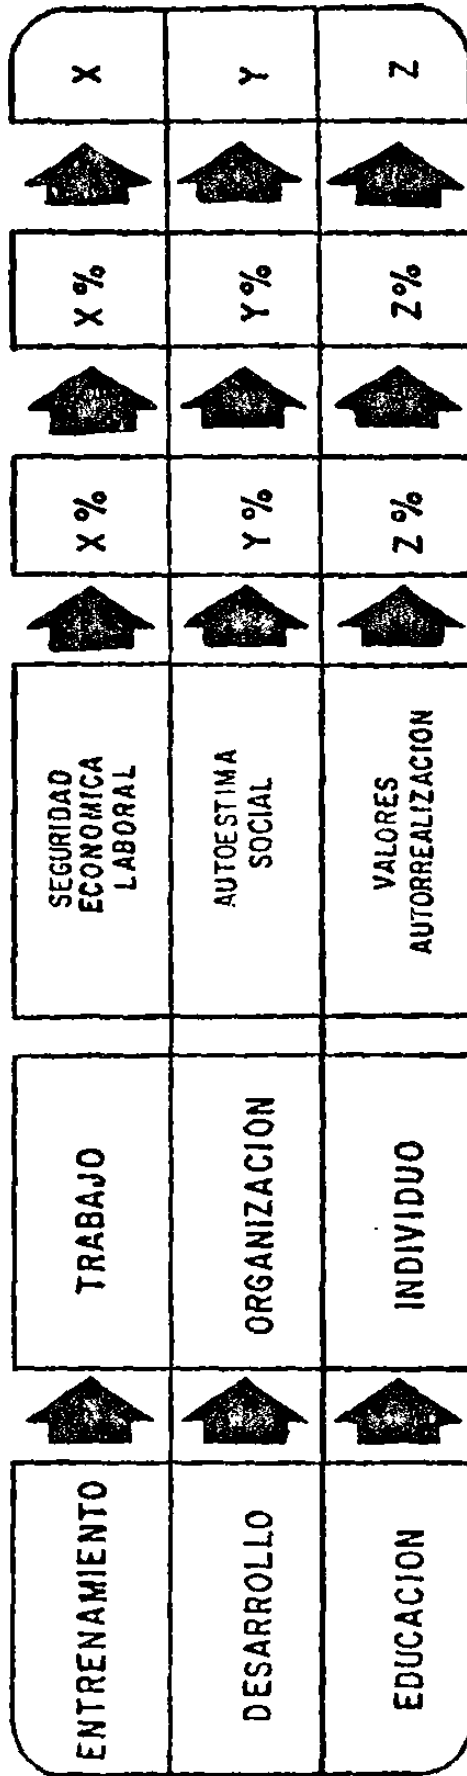 ENTRENAMIENTO
TRABAJO
SEGURIDAD
ECONOMICA
LABORAL
X %
X %
X
DESARROLLO
ORGANIZACION
AUTOESTIMA
SOCIAL
Y %
Y %
Y
EDUCACION
INDIVIDUO
VALORES
AUTORREALIZACION
Z %
Z %
Z